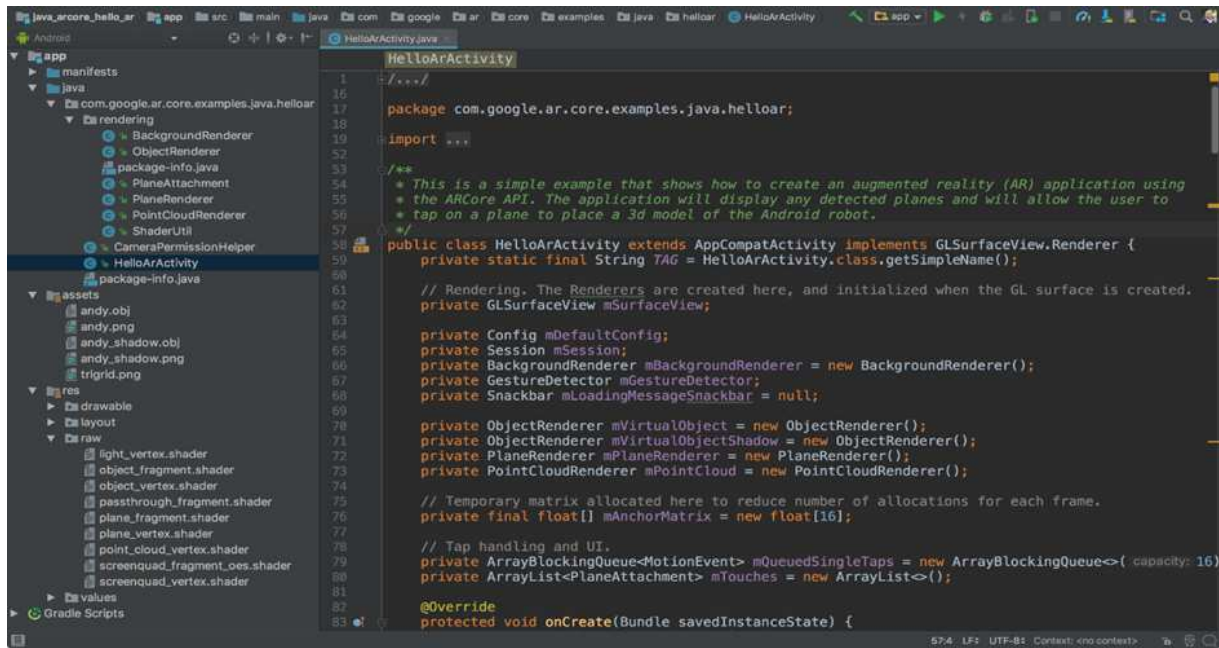 java_arcore_hello_ar app src main java com google ar core examples java helloar HelloArActivity app
Android HelloArActivity.java
app
manifests
java
com.google.ar.core.examples.java.helloar
rendering
BackgroundRenderer
ObjectRenderer
package-info.java
PlaneAttachment
PlaneRenderer
PointCloudRenderer
ShaderUtil
CameraPermissionHelper
HelloArActivity
package-info.java
assets
andy.obj
andy.png
andy_shadow.obj
andy_shadow.png
trigrid.png
res
drawable
layout
raw
light_vertex.shader
object_fragment.shader
object_vertex.shader
passthrough_fragment.shader
plane_fragment.shader
plane_vertex.shader
point_cloud_vertex.shader
screenquad_fragment_oes.shader
screenquad_vertex.shader
values
Gradle Scripts
HelloArActivity
1 /.../
16
17 package com.google.ar.core.examples.java.helloar;
18
19 import ...
52
53 /**
54 * This is a simple example that shows how to create an augmented reality (AR) application using
55 * the ARCore API. The application will display any detected planes and will allow the user to
56 * tap on a plane to place a 3d model of the Android robot.
57 */
58 public class HelloArActivity extends AppCompatActivity implements GLSurfaceView.Renderer {
59 private static final String TAG = HelloArActivity.class.getSimpleName();
60
61 // Rendering. The Renderers are created here, and initialized when the GL surface is created.
62 private GLSurfaceView mSurfaceView;
63
64 private Config mDefaultConfig;
65 private Session mSession;
66 private BackgroundRenderer mBackgroundRenderer = new BackgroundRenderer();
67 private GestureDetector mGestureDetector;
68 private Snackbar mLoadingMessageSnackbar = null;
69
70 private ObjectRenderer mVirtualObject = new ObjectRenderer();
71 private ObjectRenderer mVirtualObjectShadow = new ObjectRenderer();
72 private PlaneRenderer mPlaneRenderer = new PlaneRenderer();
73 private PointCloudRenderer mPointCloud = new PointCloudRenderer();
74
75 // Temporary matrix allocated here to reduce number of allocations for each frame.
76 private final float[] mAnchorMatrix = new float[16];
77
78 // Tap handling and UI.
79 private ArrayBlockingQueue<MotionEvent> mQueuedSingleTaps = new ArrayBlockingQueue<>( capacity: 16)
80 private ArrayList<PlaneAttachment> mTouches = new ArrayList<>();
81
82 @Override
83 protected void onCreate(Bundle savedInstanceState) {
57:4 LF÷ UTF-8÷ Context: <no context>